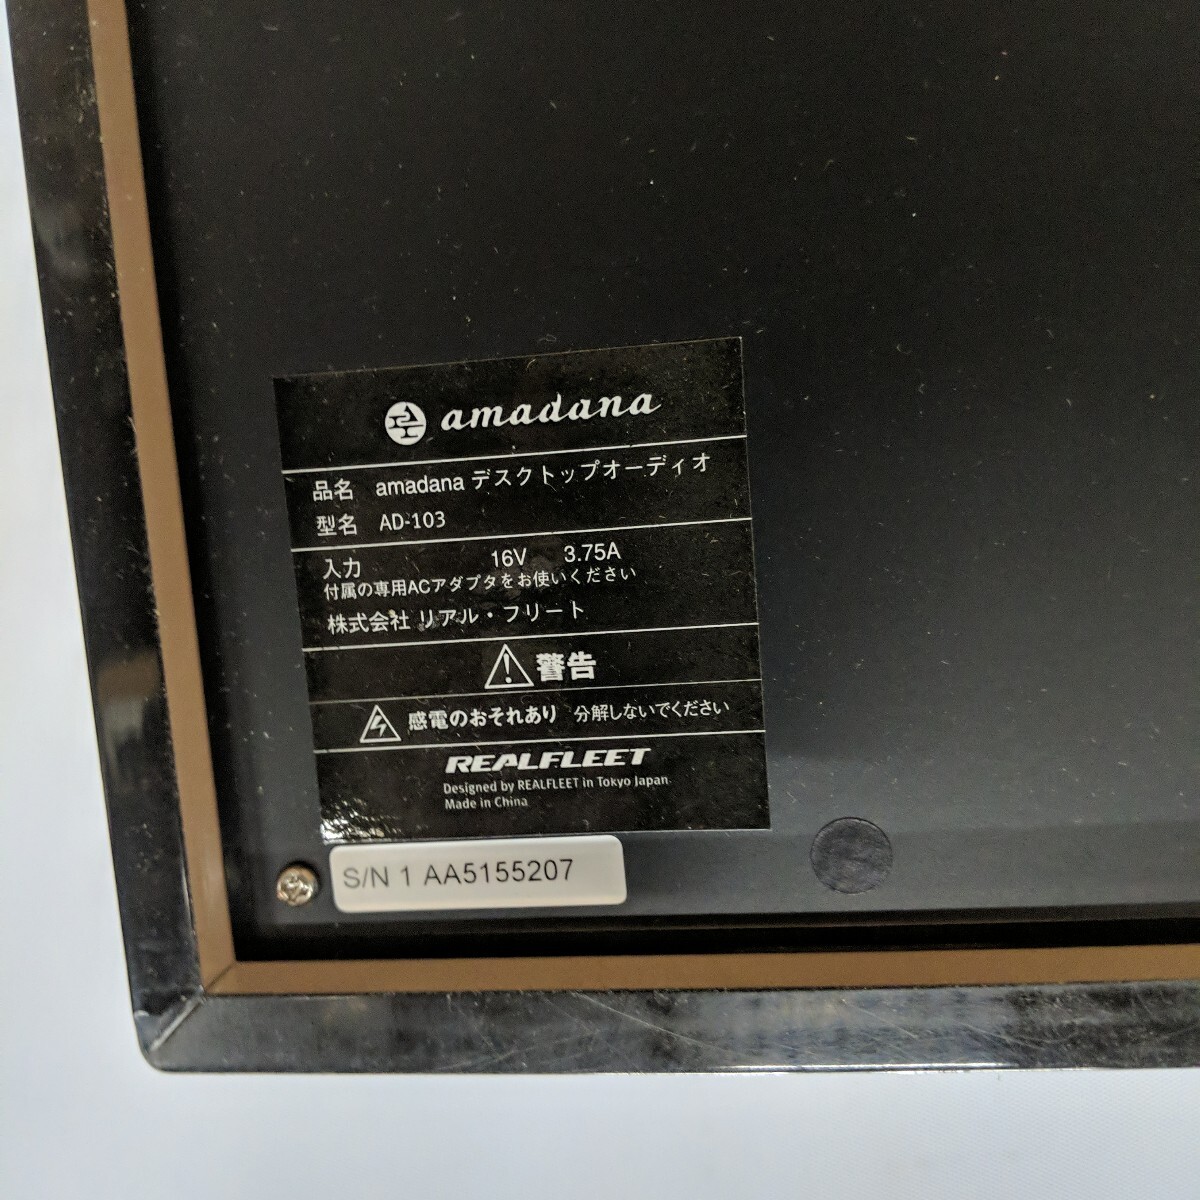 amadana
品名 amadana デスクトップオーディオ
型名 AD-103
入力 16V 3.75A
付属の専用ACアダプタをお使いください
株式会社 リアル・フリート
警告
感電のおそれあり 分解しないでください
REALFLEET
Designed by REALFLEET in Tokyo Japan
Made in China
S/N 1 AA5155207